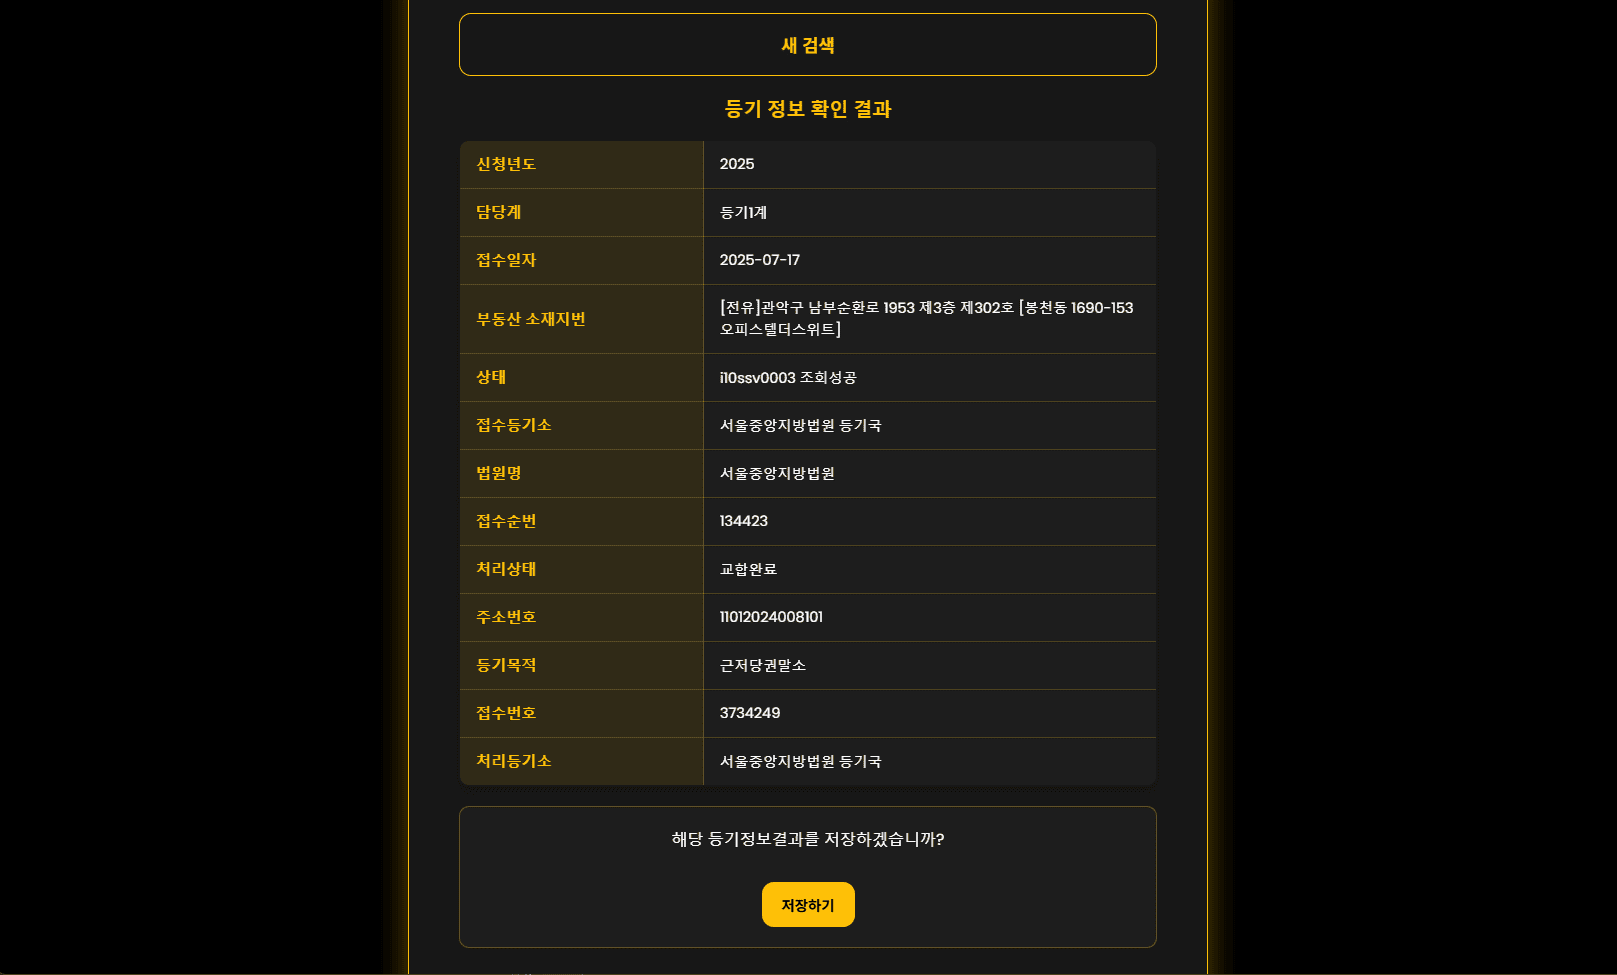 새 검색
등기 정보 확인 결과
신청년도 2025
담당계 등기1계
접수일자 2025-07-17
부동산 소재지번 [전유]관악구 남부순환로 1953 제3층 제302호 [봉천동 1690-153
오피스텔더스위트]
상태 i10ssv0003 조회성공
접수등기소 서울중앙지방법원 등기국
법원명 서울중앙지방법원
접수순번 134423
처리상태 교합완료
주소번호 11012024008101
등기목적 근저당권말소
접수번호 3734249
처리등기소 서울중앙지방법원 등기국
해당 등기정보결과를 저장하겠습니까?
저장하기